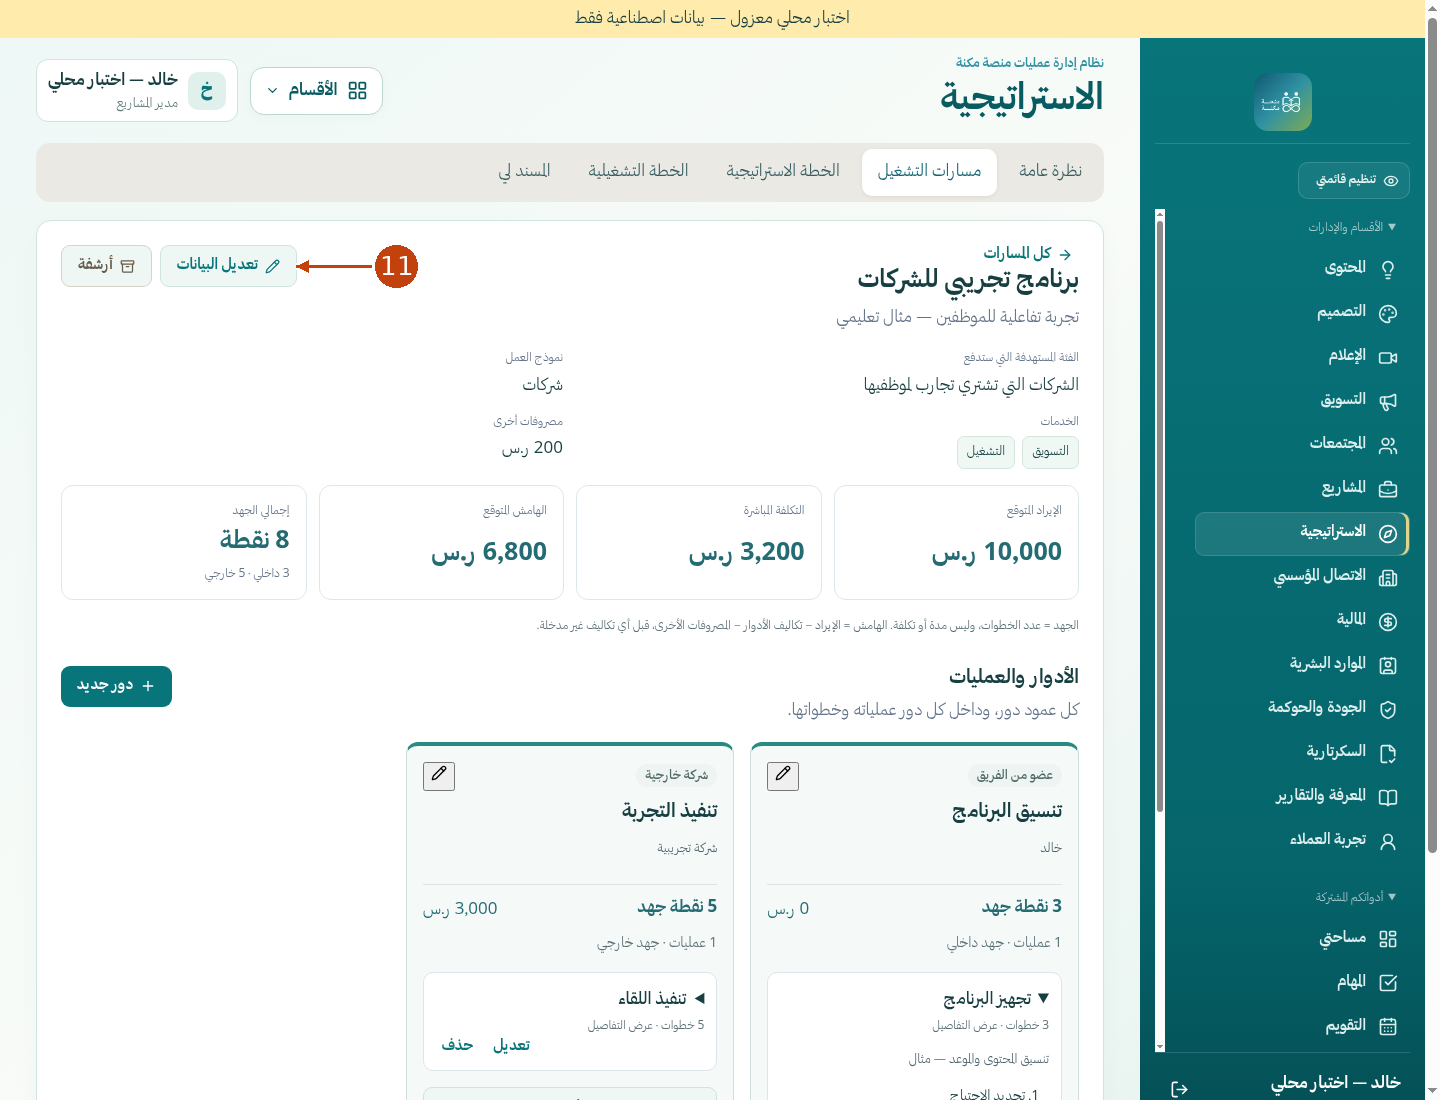 اختبار محلي معزول — بيانات اصطناعية فقط
نظام إدارة عمليات منصة مكنة
الاستراتيجية
الأقسام
خ
خالد — اختبار محلي
مدير المشاريع
نظرة عامة
مسارات التشغيل
الخطة الاستراتيجية
الخطة التشغيلية
المسند لي
تنظيم قائمتي
▼ الأقسام والإدارات
المحتوى
التصميم
الإعلام
التسويق
المجتمعات
المشاريع
الاستراتيجية
الاتصال المؤسسي
المالية
الموارد البشرية
الجودة والحوكمة
السكرتارية
المعرفة والتقارير
تجربة العملاء
▼ أدواتكم المشتركة
مساحتي
المهام
التقويم
خالد — اختبار محلي
→ كل المسارات
برنامج تجريبي للشركات
تجربة تفاعلية للموظفين — مثال تعليمي
11
تعديل البيانات
أرشفة
الفئة المستهدفة التي ستدفع
الشركات التي تشتري تجارب لموظفيها
نموذج العمل
شركات
الخدمات
التسويق
التشغيل
مصروفات أخرى
200 ر.س
الإيراد المتوقع
10,000 ر.س
التكلفة المباشرة
3,200 ر.س
الهامش المتوقع
6,800 ر.س
إجمالي الجهد
8 نقطة
3 داخلي · 5 خارجي
الجهد = عدد الخطوات، وليس مدة أو تكلفة. الهامش = الإيراد − تكاليف الأدوار − المصروفات الأخرى، قبل أي تكاليف غير مدخلة.
الأدوار والعمليات
كل عمود دور، وداخل كل دور عملياته وخطواتها.
+ دور جديد
عضو من الفريق
تنسيق البرنامج
خالد
3 نقطة جهد
0 ر.س
1 عمليات · جهد داخلي
▼ تجهيز البرنامج
3 خطوات · عرض التفاصيل
تنسيق المحتوى والموعد — مثال
1. تحديد الاحتياج
شركة خارجية
تنفيذ التجربة
شركة تجريبية
5 نقطة جهد
3,000 ر.س
1 عمليات · جهد خارجي
◀ تنفيذ اللقاء
5 خطوات · عرض التفاصيل
تعديل
حذف